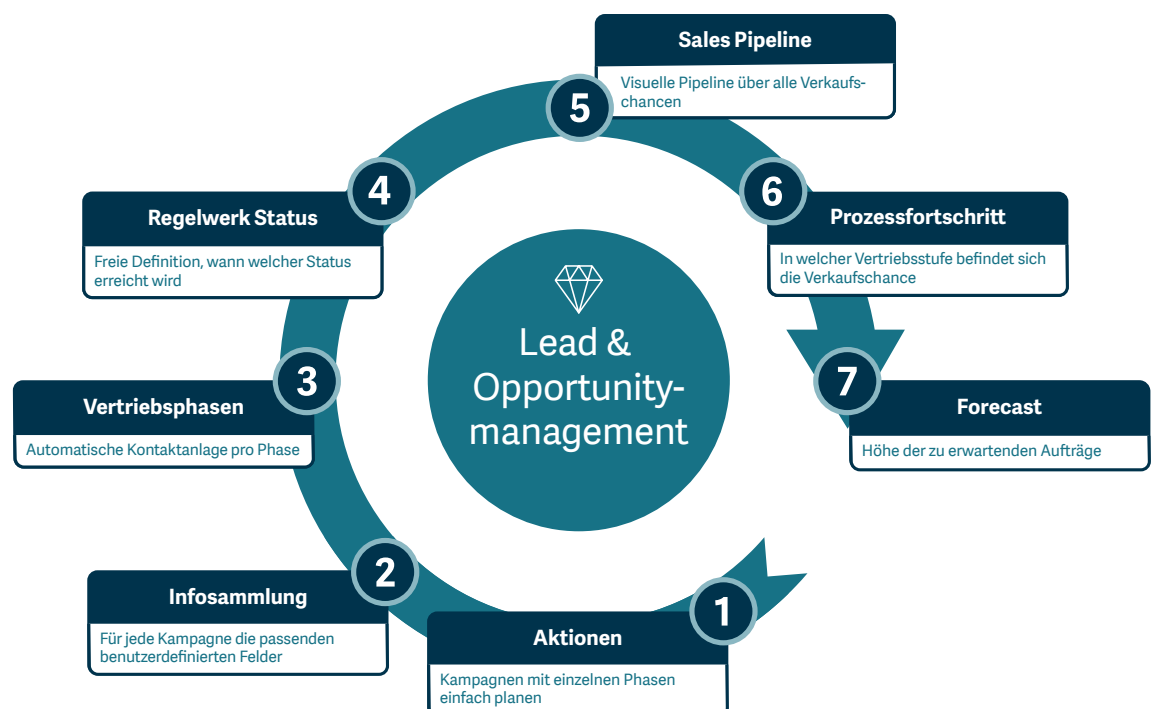 Lead &
Opportunity-
management
1
Aktionen
Kampagnen mit einzelnen Phasen
einfach planen
2
Infosammlung
Für jede Kampagne die passenden
benutzerdefinierten Felder
3
Vertriebsphasen
Automatische Kontaktanlage pro Phase
4
Regelwerk Status
Freie Definition, wann welcher Status
erreicht wird
5
Sales Pipeline
Visuelle Pipeline über alle Verkaufs-
chancen
6
Prozessfortschritt
In welcher Vertriebsstufe befindet sich
die Verkaufschance
7
Forecast
Höhe der zu erwartenden Aufträge